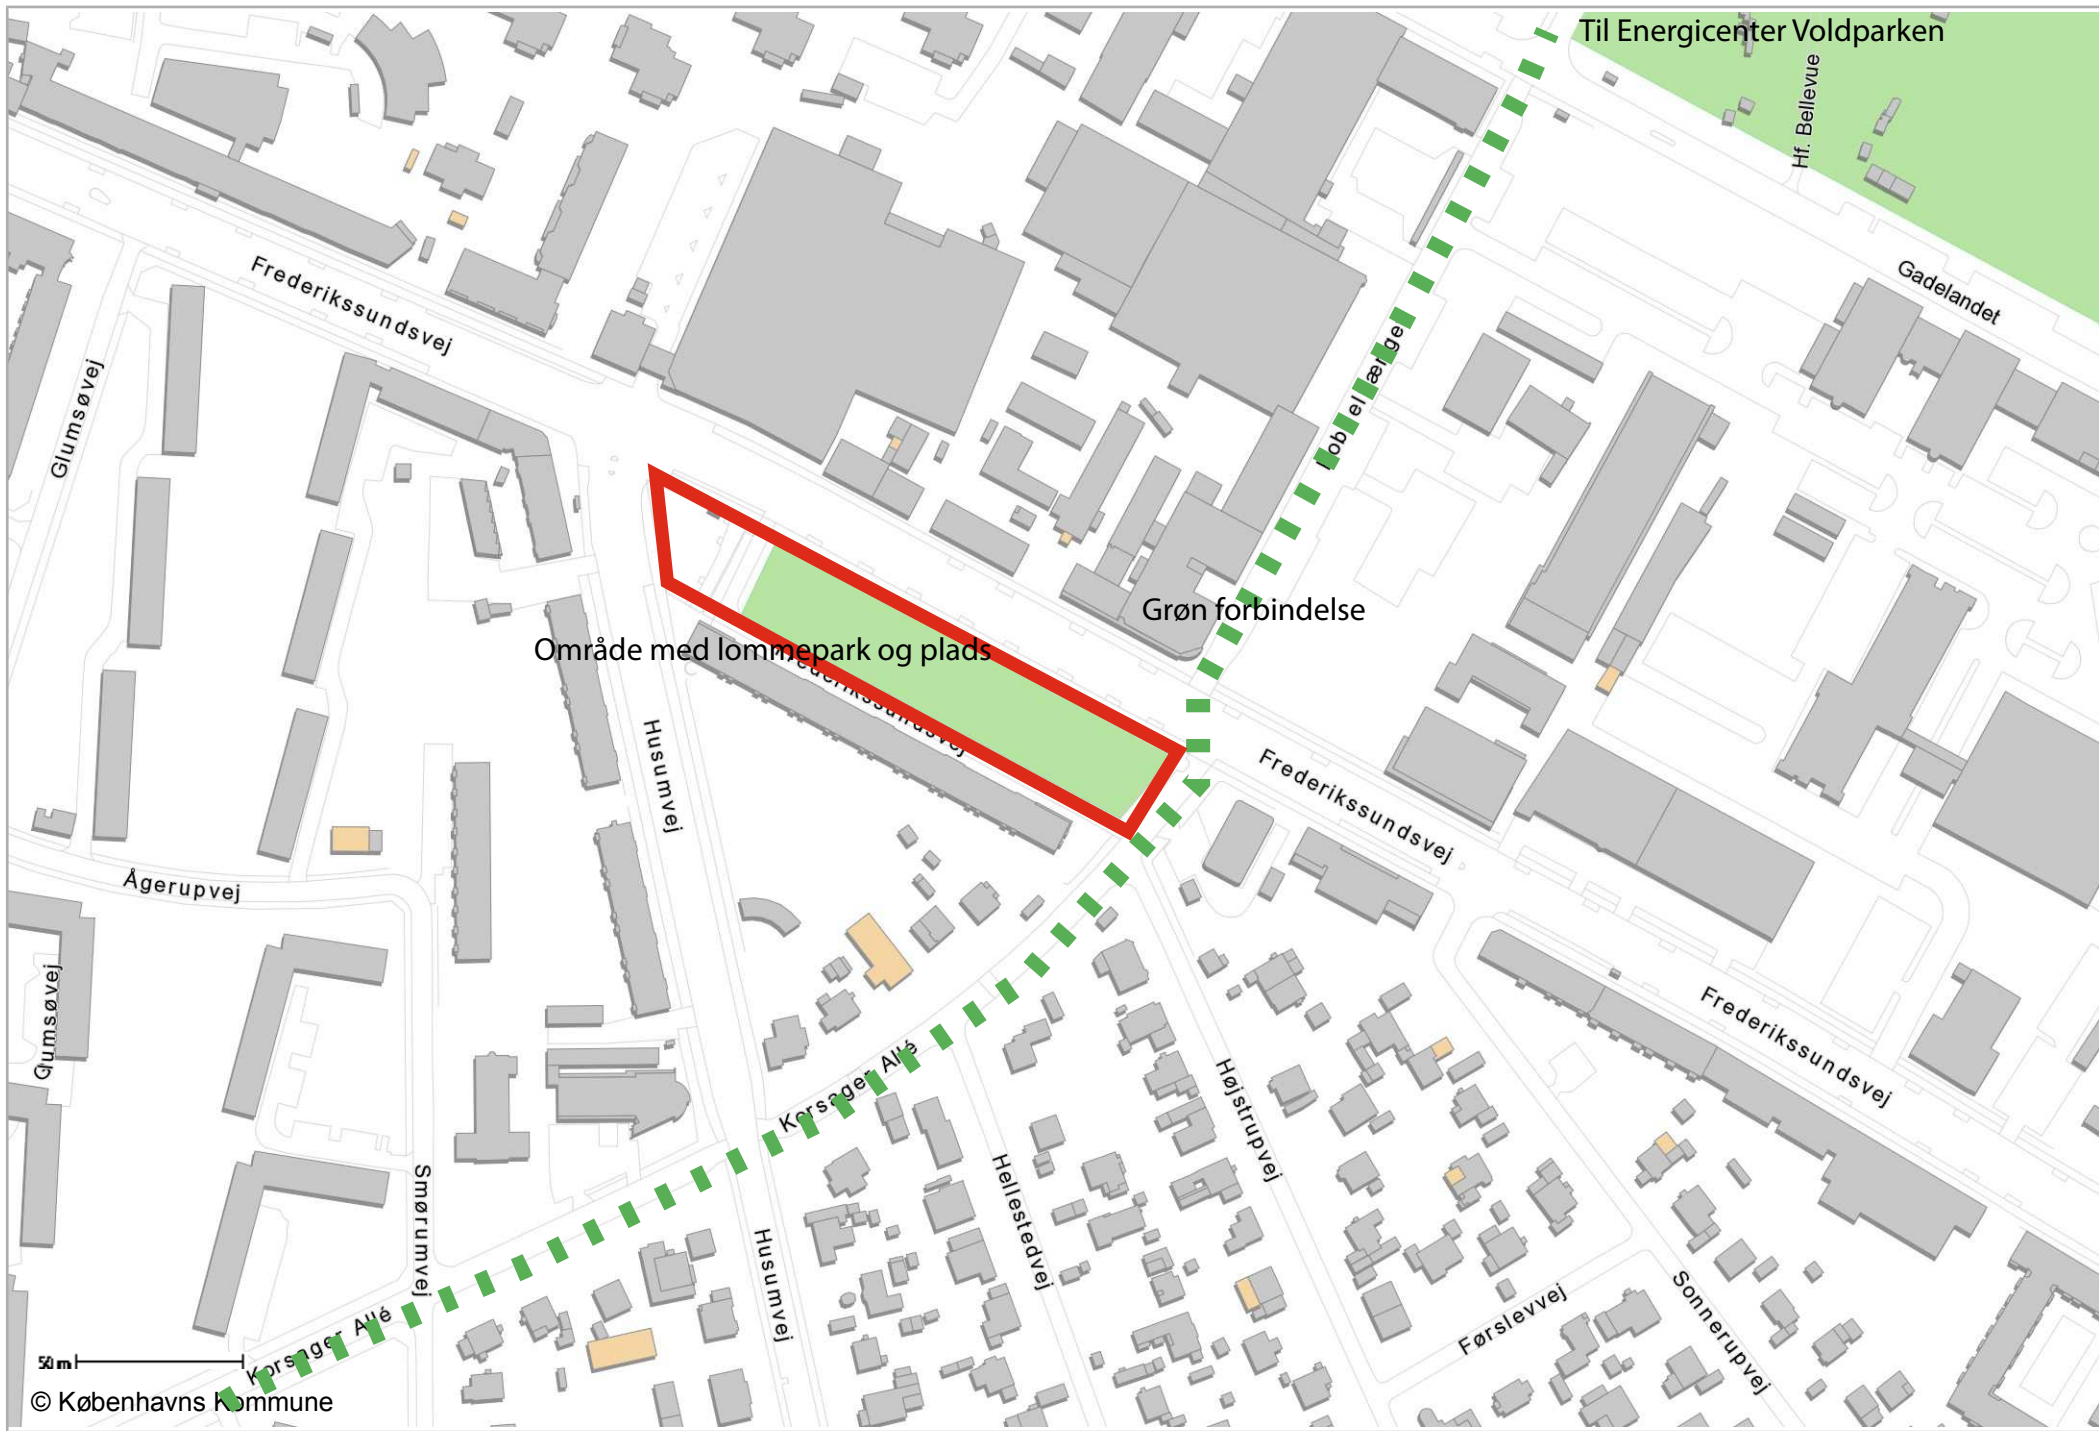 Til Energicenter Voldparken
Hf. Bellevue
Gadelandet
Frederikssundsvej
Glumsøvej
Grøn forbindelse
Område med lommepark og plads
Husumvej
Frederikssundsvej
Ågerupvej
Glumsøvej
Frederikssundsvej
Korsager Allé
Højstrupvej
Hellestedvej
Smørumvej
Husumvej
Sonnerupvej
Førslevvej
Korsager Allé
50 m
© Københavns Kommune